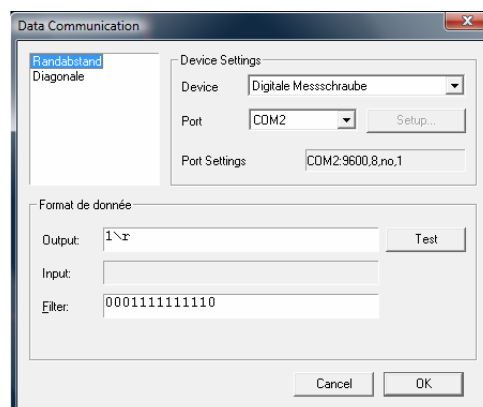 Data Communication
Randabstand
Diagonale
Device Settings
Device
Digitale Messschraube
Port
COM2
Setup...
Port Settings
COM2:9600,8,no,1
Format de donnée
Output:
1\r
Test
Input:
Filter:
0001111111110
Cancel
OK